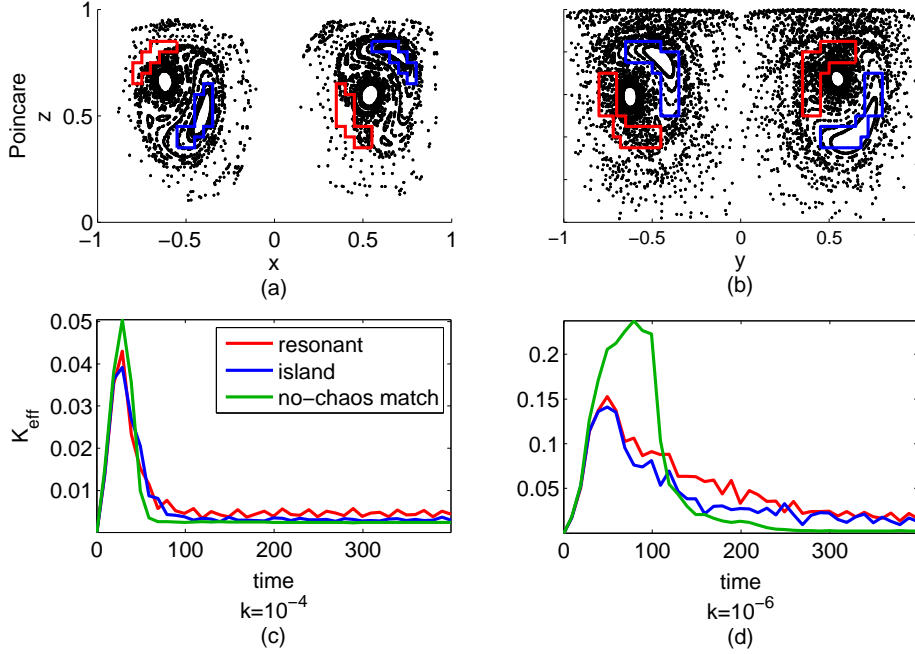 Poincare
z
1
0.5
0
−1
−0.5
0
0.5
1
x
(a)
−1
−0.5
0
0.5
1
y
(b)
K_eff
0.05
0.04
0.03
0.02
0.01
0
100
200
300
resonant
island
no−chaos match
time
k=10^−4
(c)
0.2
0.15
0.1
0.05
0
100
200
300
time
k=10^−6
(d)